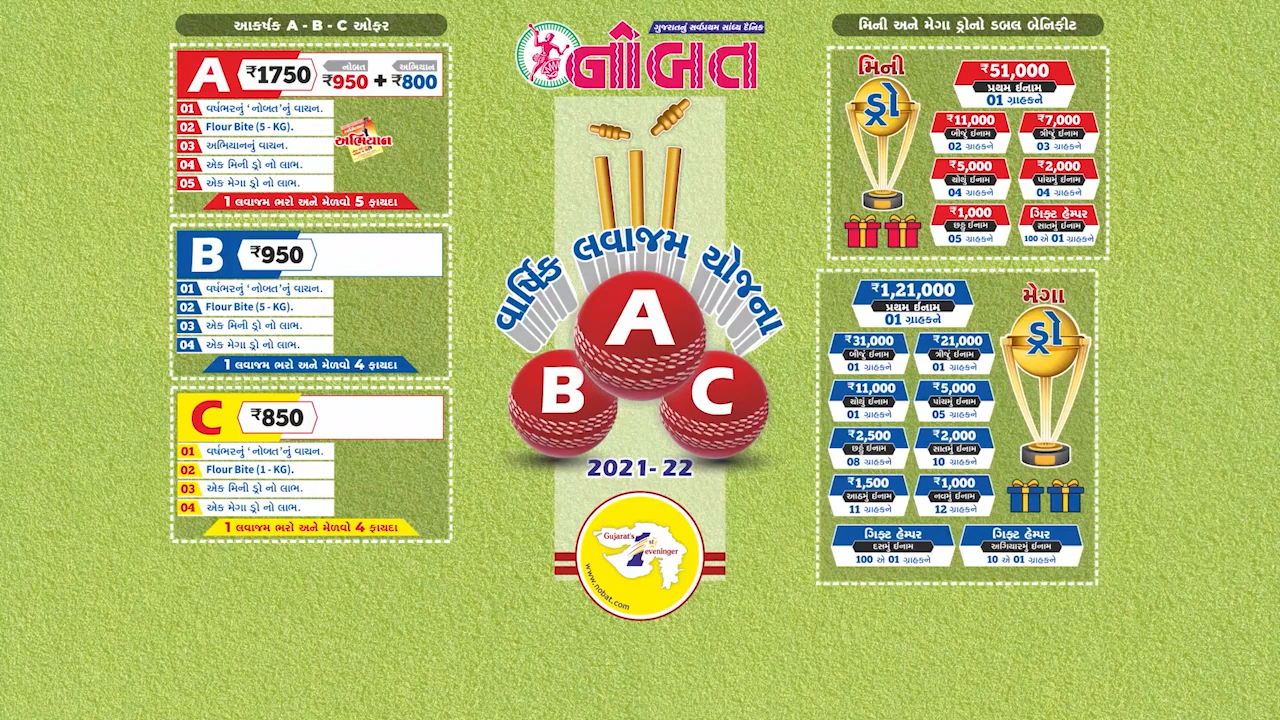 આકર્ષક A - B - C ઓફર
A ₹1750 નોબત ₹950 + અભિયાન ₹800
01 વર્ષભરનું ‘નોબત’નું વાચન.
02 Flour Bite (5 - KG).
03 અભિયાનનું વાચન.
04 એક મિની ડ્રો નો લાભ.
05 એક મેગા ડ્રો નો લાભ.
અભિયાન
1 લવાજમ ભરો અને મેળવો 5 ફાયદા
B ₹950
01 વર્ષભરનું ‘નોબત’નું વાચન.
02 Flour Bite (5 - KG).
03 એક મિની ડ્રો નો લાભ.
04 એક મેગા ડ્રો નો લાભ.
1 લવાજમ ભરો અને મેળવો 4 ફાયદા
C ₹850
01 વર્ષભરનું ‘નોબત’નું વાચન.
02 Flour Bite (1 - KG).
03 એક મિની ડ્રો નો લાભ.
04 એક મેગા ડ્રો નો લાભ.
1 લવાજમ ભરો અને મેળવો 4 ફાયદા
ગુજરાતનું સર્વપ્રથમ સાંધ્ય દૈનિક
નોબત
વાર્ષિક લવાજમ યોજના
A
B C
2021- 22
Gujarat's 1st eveninger
www.nobat.com
મિની અને મેગા ડ્રોનો ડબલ બેનિફીટ
મિની
ડ્રો
₹51,000
પ્રથમ ઈનામ
01 ગ્રાહકને
₹11,000 ₹7,000
બીજું ઈનામ ત્રીજું ઈનામ
02 ગ્રાહકને 03 ગ્રાહકને
₹5,000 ₹2,000
ચોથું ઈનામ પાંચમું ઈનામ
04 ગ્રાહકને 04 ગ્રાહકને
₹1,000 ગિફ્ટ હેમ્પર
છઠ્ઠું ઈનામ સાતમું ઈનામ
05 ગ્રાહકને 100 એ 01 ગ્રાહકને
મેગા
ડ્રો
₹1,21,000
પ્રથમ ઈનામ
01 ગ્રાહકને
₹31,000 ₹21,000
બીજું ઈનામ ત્રીજું ઈનામ
01 ગ્રાહકને 01 ગ્રાહકને
₹11,000 ₹5,000
ચોથું ઈનામ પાંચમું ઈનામ
01 ગ્રાહકને 05 ગ્રાહકને
₹2,500 ₹2,000
છઠ્ઠું ઈનામ સાતમું ઈનામ
08 ગ્રાહકને 10 ગ્રાહકને
₹1,500 ₹1,000
આઠમું ઈનામ નવમું ઈનામ
11 ગ્રાહકને 12 ગ્રાહકને
ગિફ્ટ હેમ્પર ગિફ્ટ હેમ્પર
દસમું ઈનામ અગિયારમું ઈનામ
100 એ 01 ગ્રાહકને 10 એ 01 ગ્રાહકને